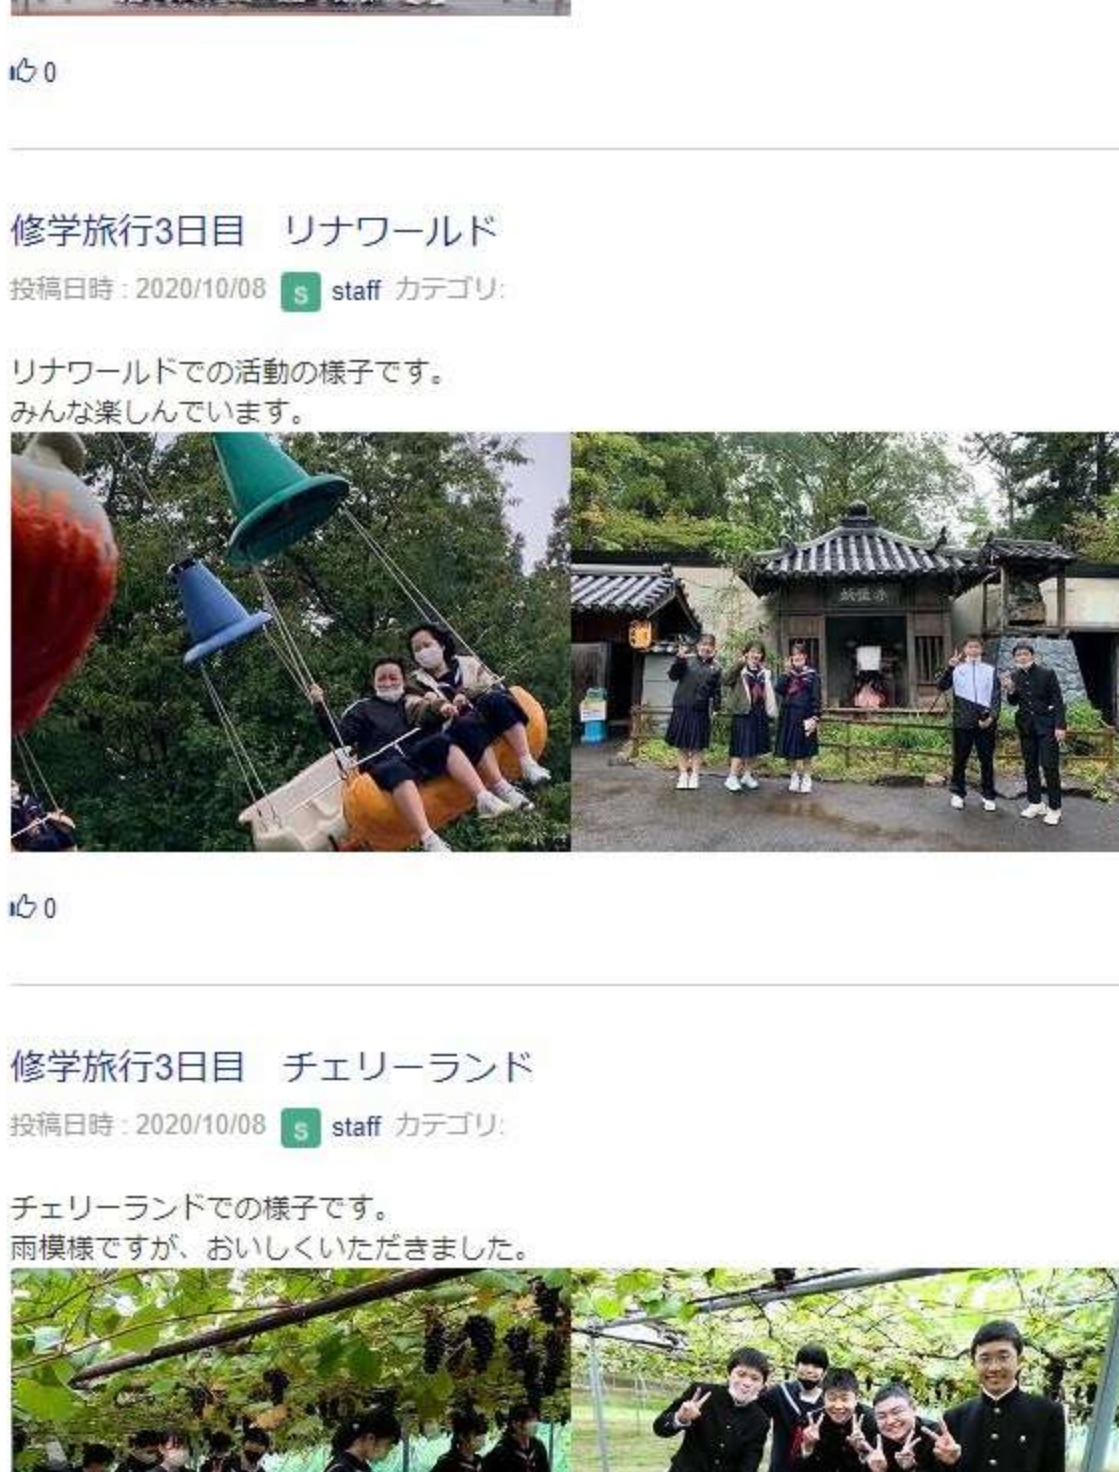 0
修学旅行3日目　リナワールド
投稿日時 : 2020/10/08 s staff カテゴリ:
リナワールドでの活動の様子です。
みんな楽しんでいます。
0
修学旅行3日目　チェリーランド
投稿日時 : 2020/10/08 s staff カテゴリ:
チェリーランドでの様子です。
雨模様ですが、おいしくいただきました。